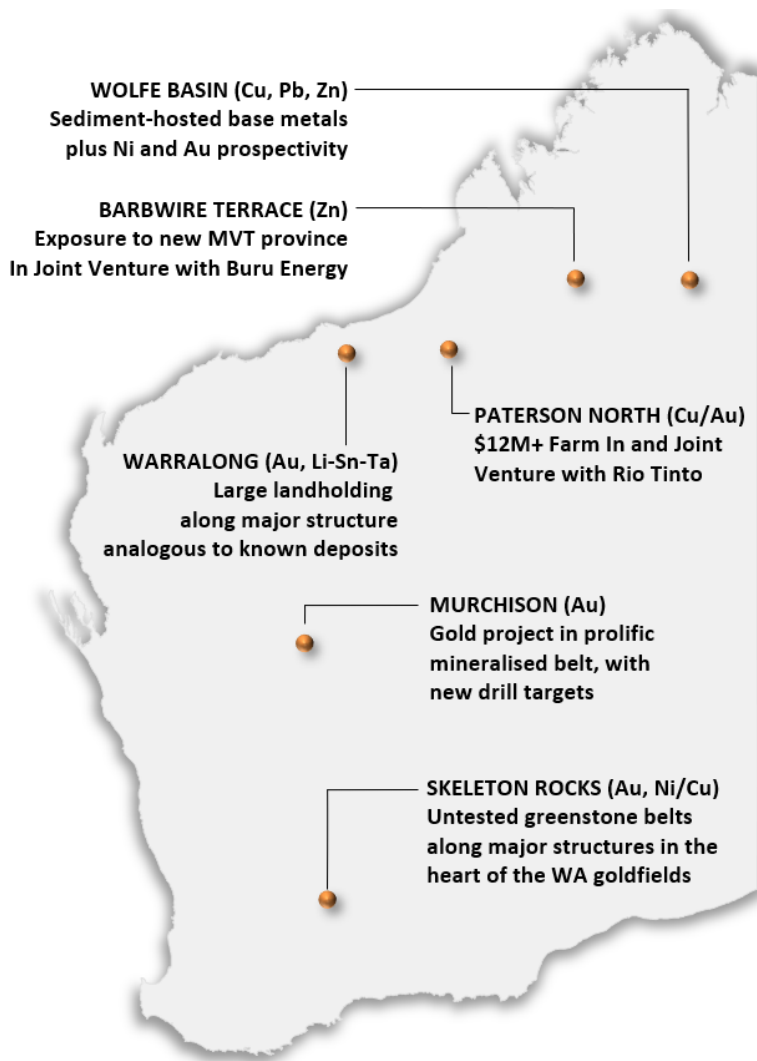 WOLFE BASIN (Cu, Pb, Zn)
Sediment-hosted base metals
plus Ni and Au prospectivity
BARBWIRE TERRACE (Zn)
Exposure to new MVT province
In Joint Venture with Buru Energy
PATERSON NORTH (Cu/Au)
$12M+ Farm In and Joint
Venture with Rio Tinto
WARRALONG (Au, Li-Sn-Ta)
Large landholding
along major structure
analogous to known deposits
MURCHISON (Au)
Gold project in prolific
mineralised belt, with
new drill targets
SKELETON ROCKS (Au, Ni/Cu)
Untested greenstone belts
along major structures in the
heart of the WA goldfields